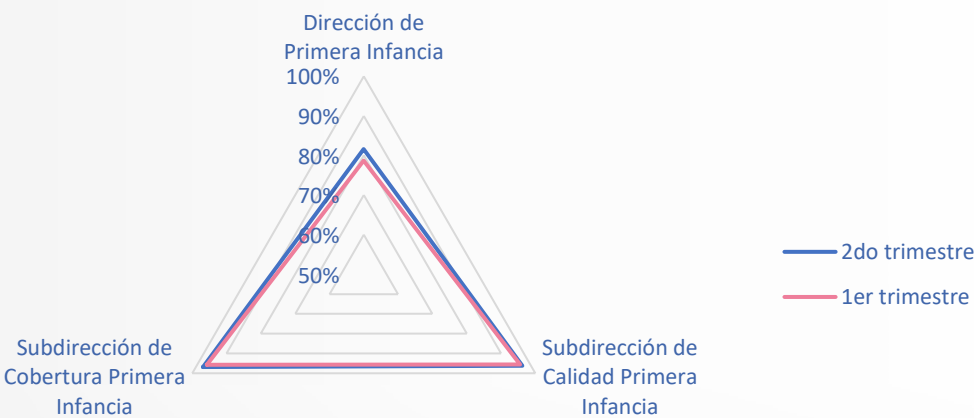 Dirección de
Primera Infancia
100%
90%
80%
70%
60%
50%
2do trimestre
1er trimestre
Subdirección de
Cobertura Primera
Infancia
Subdirección de
Calidad Primera
Infancia